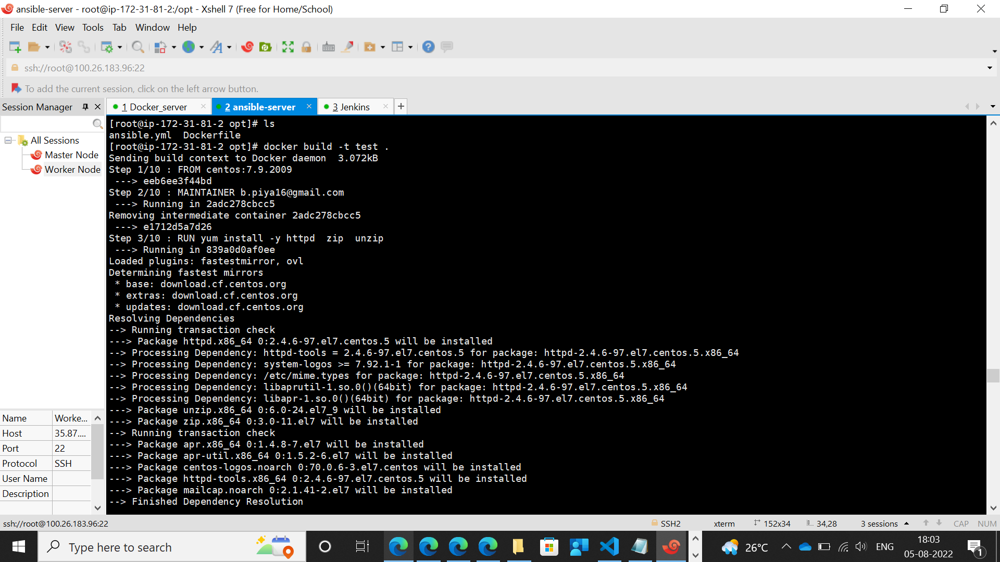 ansible-server - root@ip-172-31-81-2:/opt - Xshell 7 (Free for Home/School)
File Edit View Tools Tab Window Help
ssh://root@100.26.183.96:22
To add the current session, click on the left arrow button.
Session Manager
1 Docker_server
2 ansible-server
3 Jenkins
All Sessions
Master Node
Worker Node
Name Worke...
Host 35.87....
Port 22
Protocol SSH
User Name
Description
[root@ip-172-31-81-2 opt]# ls
ansible.yml  Dockerfile
[root@ip-172-31-81-2 opt]# docker build -t test .
Sending build context to Docker daemon  3.072kB
Step 1/10 : FROM centos:7.9.2009
 ---> eeb6ee3f44bd
Step 2/10 : MAINTAINER b.piya16@gmail.com
 ---> Running in 2adc278cbcc5
Removing intermediate container 2adc278cbcc5
 ---> e1712d5a7d26
Step 3/10 : RUN yum install -y httpd  zip  unzip
 ---> Running in 839a0d0af0ee
Loaded plugins: fastestmirror, ovl
Determining fastest mirrors
 * base: download.cf.centos.org
 * extras: download.cf.centos.org
 * updates: download.cf.centos.org
Resolving Dependencies
--> Running transaction check
---> Package httpd.x86_64 0:2.4.6-97.el7.centos.5 will be installed
--> Processing Dependency: httpd-tools = 2.4.6-97.el7.centos.5 for package: httpd-2.4.6-97.el7.centos.5.x86_64
--> Processing Dependency: system-logos >= 7.92.1-1 for package: httpd-2.4.6-97.el7.centos.5.x86_64
--> Processing Dependency: /etc/mime.types for package: httpd-2.4.6-97.el7.centos.5.x86_64
--> Processing Dependency: libaprutil-1.so.0()(64bit) for package: httpd-2.4.6-97.el7.centos.5.x86_64
--> Processing Dependency: libapr-1.so.0()(64bit) for package: httpd-2.4.6-97.el7.centos.5.x86_64
---> Package unzip.x86_64 0:6.0-24.el7_9 will be installed
---> Package zip.x86_64 0:3.0-11.el7 will be installed
--> Running transaction check
---> Package apr.x86_64 0:1.4.8-7.el7 will be installed
---> Package apr-util.x86_64 0:1.5.2-6.el7 will be installed
---> Package centos-logos.noarch 0:70.0.6-3.el7.centos will be installed
---> Package httpd-tools.x86_64 0:2.4.6-97.el7.centos.5 will be installed
---> Package mailcap.noarch 0:2.1.41-2.el7 will be installed
--> Finished Dependency Resolution
ssh://root@100.26.183.96:22
SSH2 xterm 152x34 34,28 3 sessions CAP NUM
Type here to search
26°C
ENG
18:03
05-08-2022
1